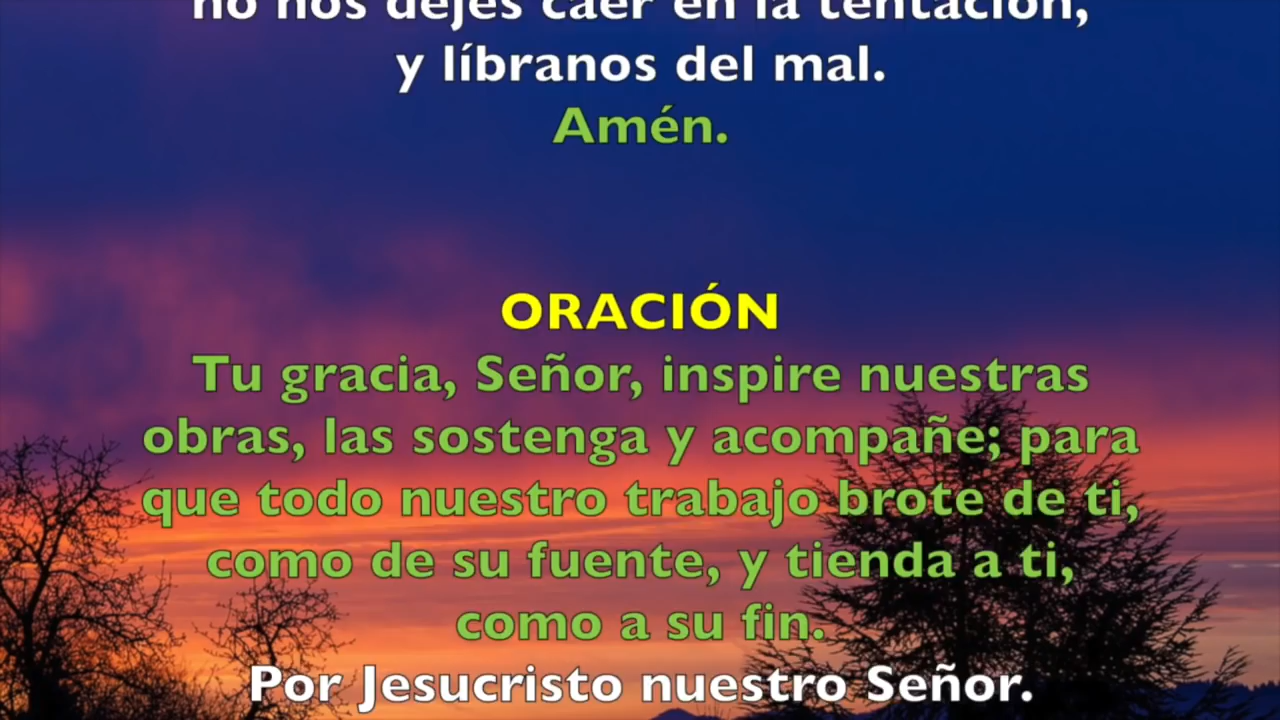 no nos dejes caer en la tentación,
y líbranos del mal.
Amén.
ORACIÓN
Tu gracia, Señor, inspire nuestras
obras, las sostenga y acompañe; para
que todo nuestro trabajo brote de ti,
como de su fuente, y tienda a ti,
como a su fin.
Por Jesucristo nuestro Señor.